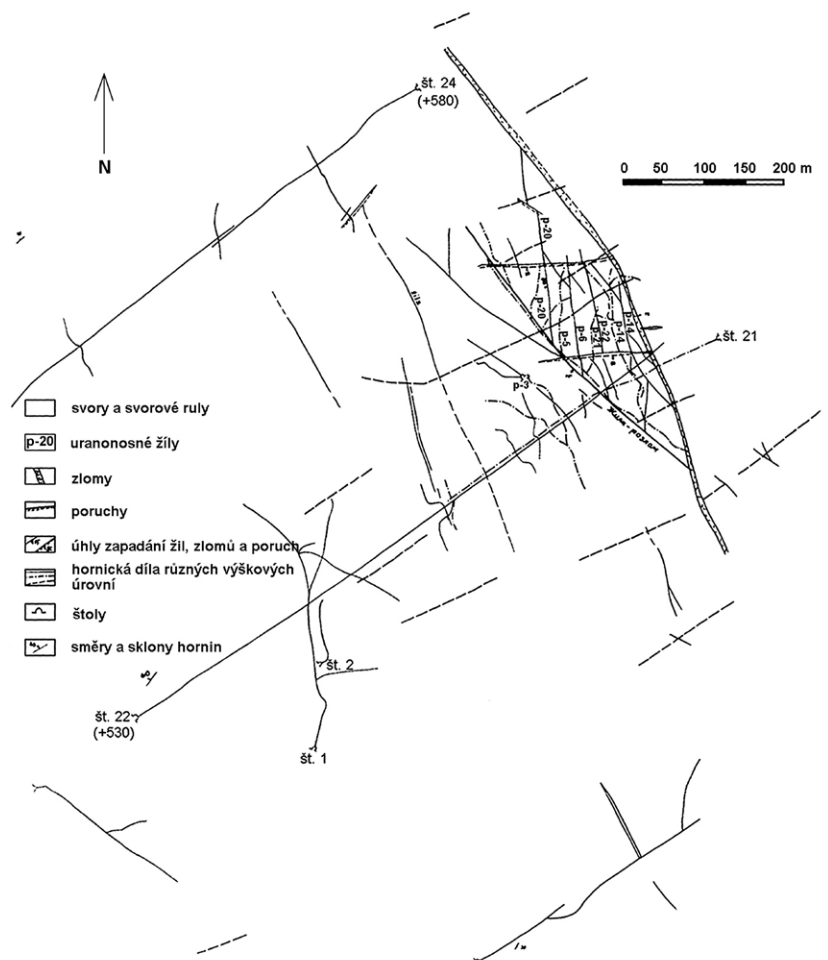 št. 24
(+580)
N
0 50 100 150 200 m
p-20
p-20
p-5
p-6
p-21
p-22
p-14
p-14
št. 21
p-3
svory a svorové ruly
p-20 uranonosné žíly
zlomy
poruchy
úhly zapadání žil, zlomů a poruch
hornická díla různých výškových
úrovní
štoly
směry a sklony hornin
št. 2
št. 22
(+530)
št. 1